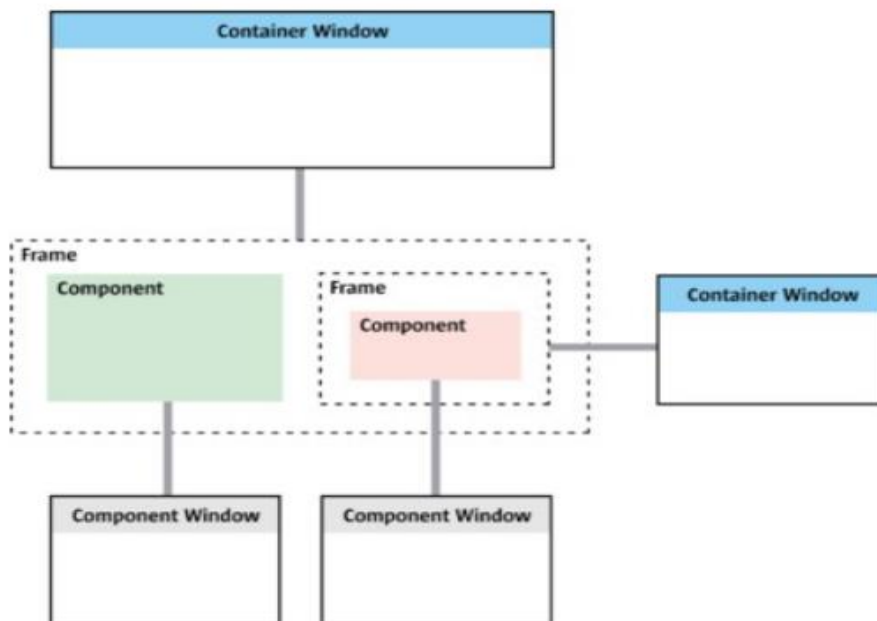 Container Window
Frame
Component
Frame
Component
Container Window
Component Window
Component Window